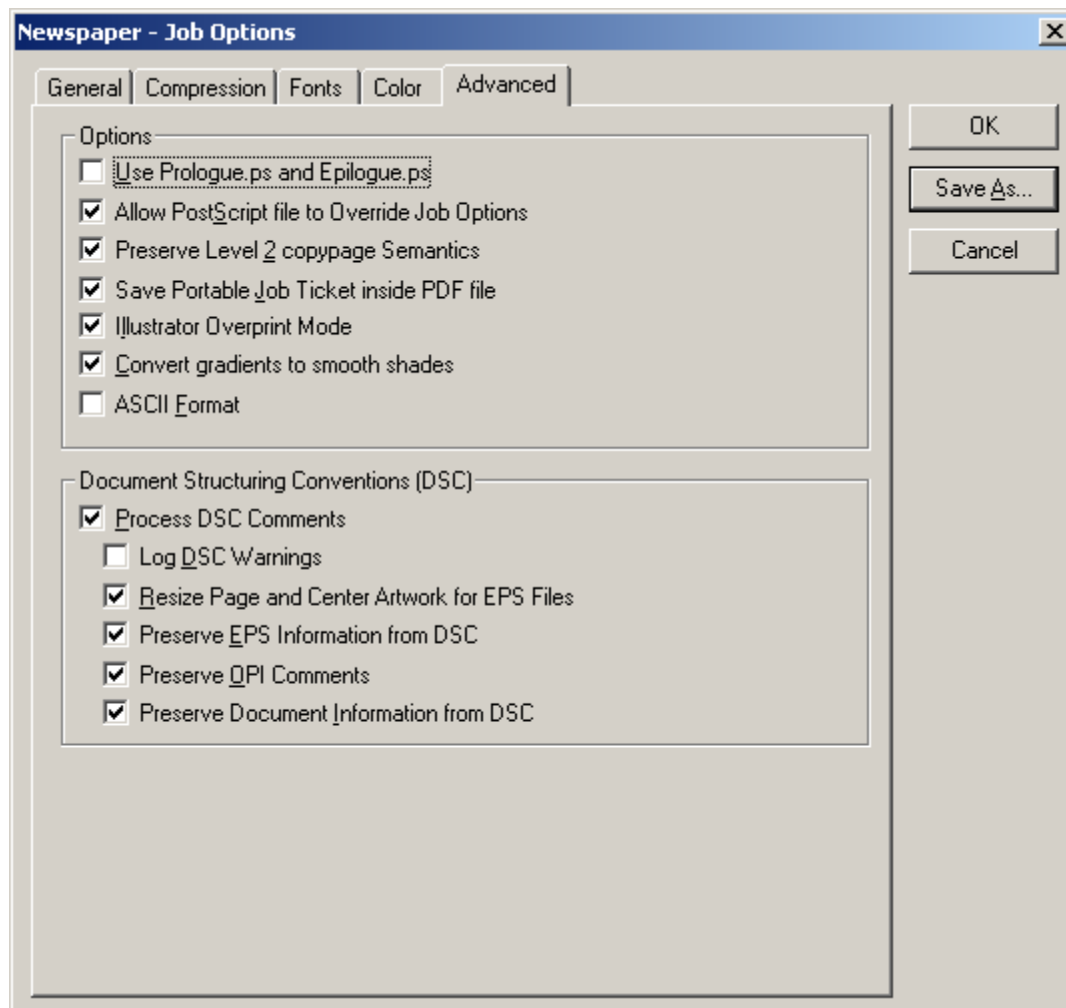 Newspaper - Job Options
General Compression Fonts Color Advanced
OK
Save As...
Cancel
Options
Use Prologue.ps and Epilogue.ps
Allow PostScript file to Override Job Options
Preserve Level 2 copypage Semantics
Save Portable Job Ticket inside PDF file
Illustrator Overprint Mode
Convert gradients to smooth shades
ASCII Format
Document Structuring Conventions (DSC)
Process DSC Comments
Log DSC Warnings
Resize Page and Center Artwork for EPS Files
Preserve EPS Information from DSC
Preserve OPI Comments
Preserve Document Information from DSC